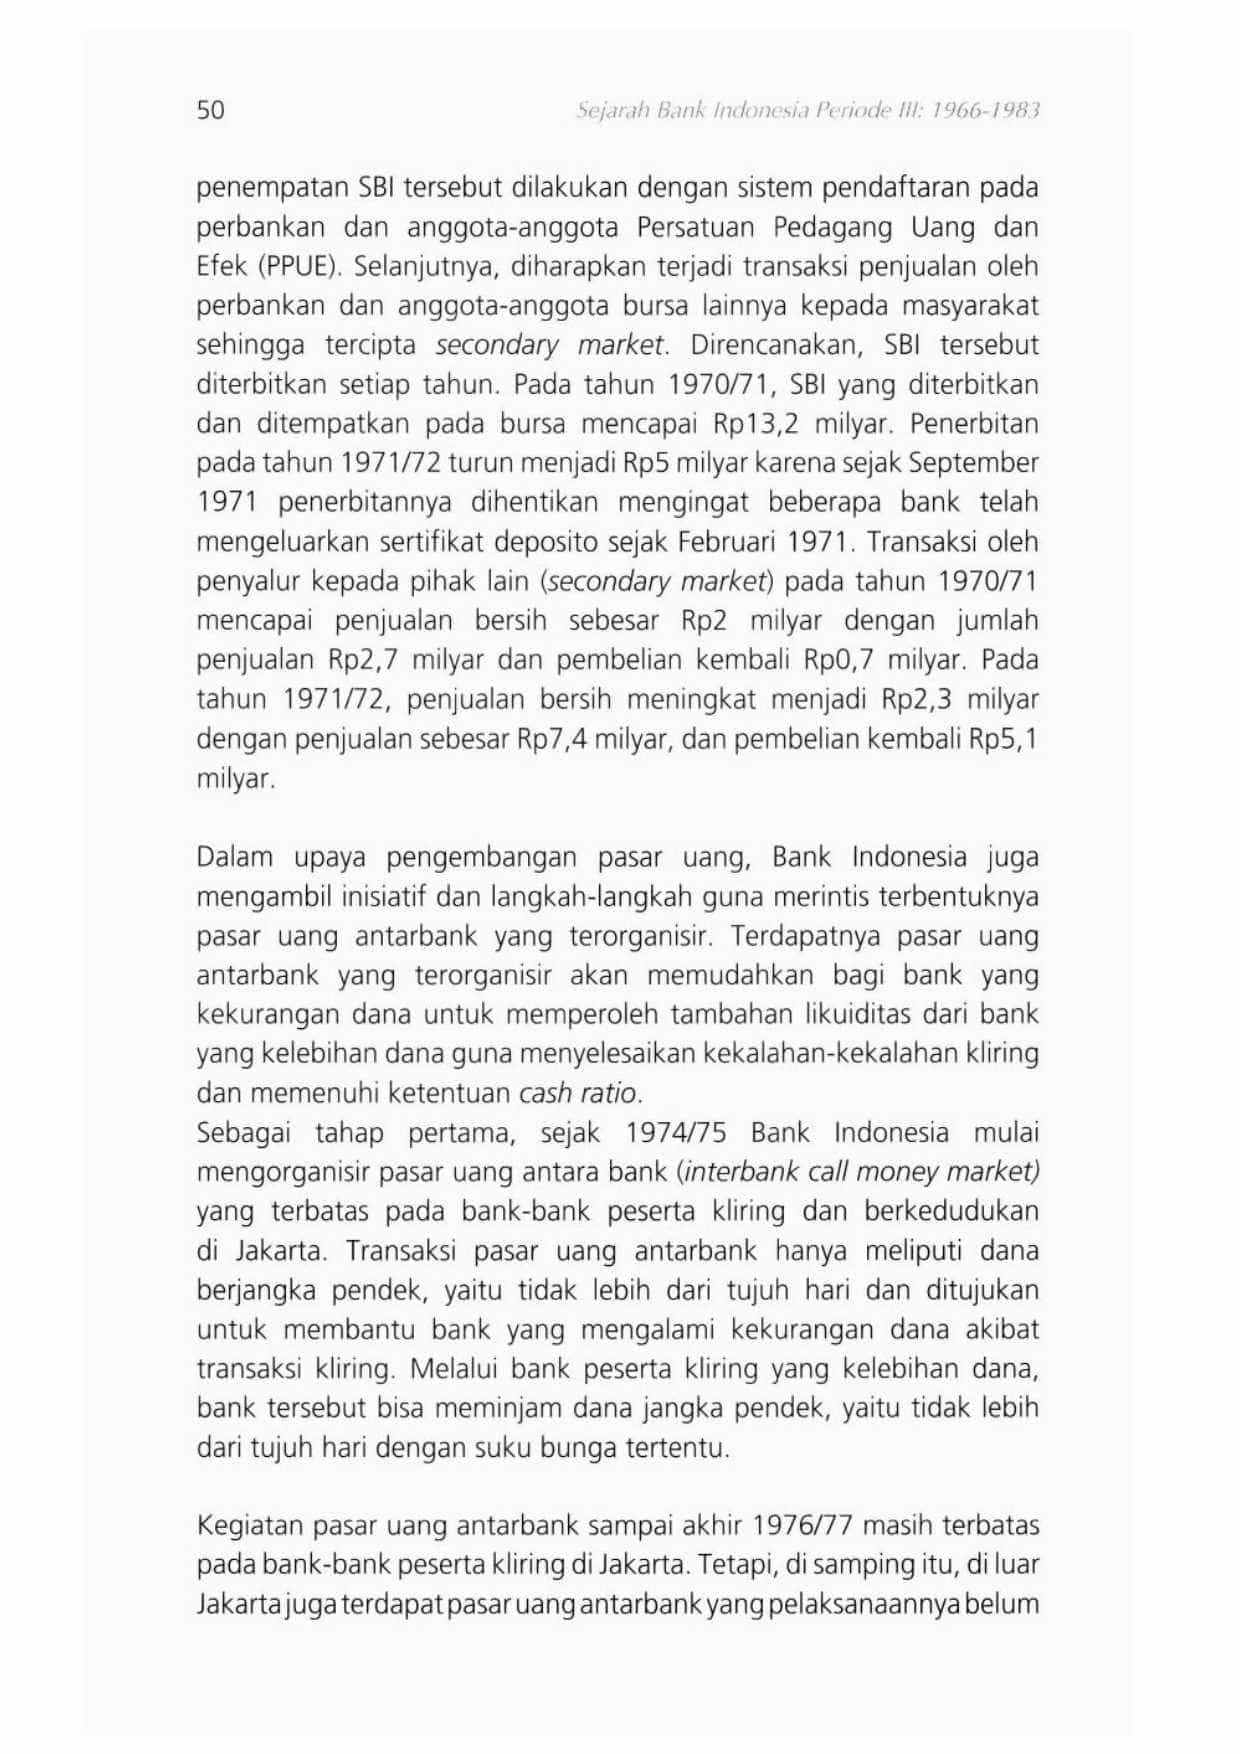 50
Sejarah Bank Indonesia Periode III: 1966-1983
penempatan SBI tersebut dilakukan dengan sistem pendaftaran pada
perbankan dan anggota-anggota Persatuan Pedagang Uang dan
Efek (PPUE). Selanjutnya, diharapkan terjadi transaksi penjualan oleh
perbankan dan anggota-anggota bursa lainnya kepada masyarakat
sehingga tercipta secondary market. Direncanakan, SBI tersebut
diterbitkan setiap tahun. Pada tahun 1970/71, SBI yang diterbitkan
dan ditempatkan pada bursa mencapai Rp13,2 milyar. Penerbitan
pada tahun 1971/72 turun menjadi Rp5 milyar karena sejak September
1971 penerbitannya dihentikan mengingat beberapa bank telah
mengeluarkan sertifikat deposito sejak Februari 1971. Transaksi oleh
penyalur kepada pihak lain (secondary market) pada tahun 1970/71
mencapai penjualan bersih sebesar Rp2 milyar dengan jumlah
penjualan Rp2,7 milyar dan pembelian kembali Rp0,7 milyar. Pada
tahun 1971/72, penjualan bersih meningkat menjadi Rp2,3 milyar
dengan penjualan sebesar Rp7,4 milyar, dan pembelian kembali Rp5,1
milyar.
Dalam upaya pengembangan pasar uang, Bank Indonesia juga
mengambil inisiatif dan langkah-langkah guna merintis terbentuknya
pasar uang antarbank yang terorganisir. Terdapatnya pasar uang
antarbank yang terorganisir akan memudahkan bagi bank yang
kekurangan dana untuk memperoleh tambahan likuiditas dari bank
yang kelebihan dana guna menyelesaikan kekalahan-kekalahan kliring
dan memenuhi ketentuan cash ratio.
Sebagai tahap pertama, sejak 1974/75 Bank Indonesia mulai
mengorganisir pasar uang antara bank (interbank call money market)
yang terbatas pada bank-bank peserta kliring dan berkedudukan
di Jakarta. Transaksi pasar uang antarbank hanya meliputi dana
berjangka pendek, yaitu tidak lebih dari tujuh hari dan ditujukan
untuk membantu bank yang mengalami kekurangan dana akibat
transaksi kliring. Melalui bank peserta kliring yang kelebihan dana,
bank tersebut bisa meminjam dana jangka pendek, yaitu tidak lebih
dari tujuh hari dengan suku bunga tertentu.
Kegiatan pasar uang antarbank sampai akhir 1976/77 masih terbatas
pada bank-bank peserta kliring di Jakarta. Tetapi, di samping itu, di luar
Jakarta juga terdapat pasar uang antarbank yang pelaksanaannya belum